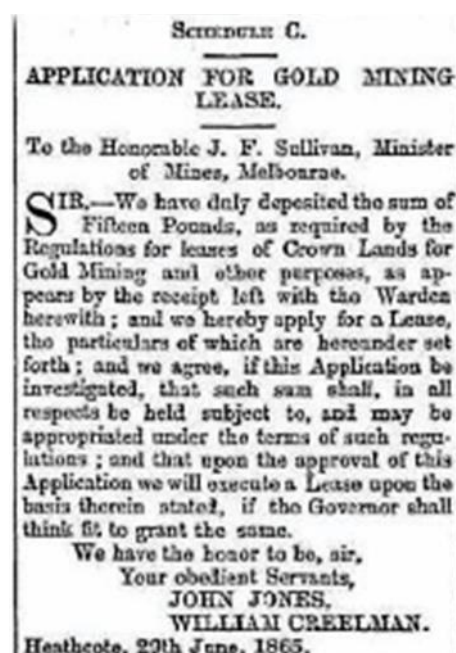 SCHEDULE C.
APPLICATION FOR GOLD MINING
LEASE.
To the Honorable J. F. Sullivan, Minister
of Mines, Melbourne.
SIR.—We have duly deposited the sum of
Fifteen Pounds, as required by the
Regulations for leases of Crown Lands for
Gold Mining and other purposes, as ap-
pears by the receipt left with the Warden
herewith; and we hereby apply for a Lease,
the particulars of which are hereunder set
forth; and we agree, if this Application be
investigated, that such sum shall, in all
respects be held subject to, and may be
appropriated under the terms of such regu-
lations; and that upon the approval of this
Application we will execute a Lease upon the
basis therein stated, if the Governor shall
think fit to grant the same.
We have the honor to be, sir,
Your obedient Servants,
JOHN JONES,
WILLIAM CREELMAN.
Heathcote, 29th June, 1865.